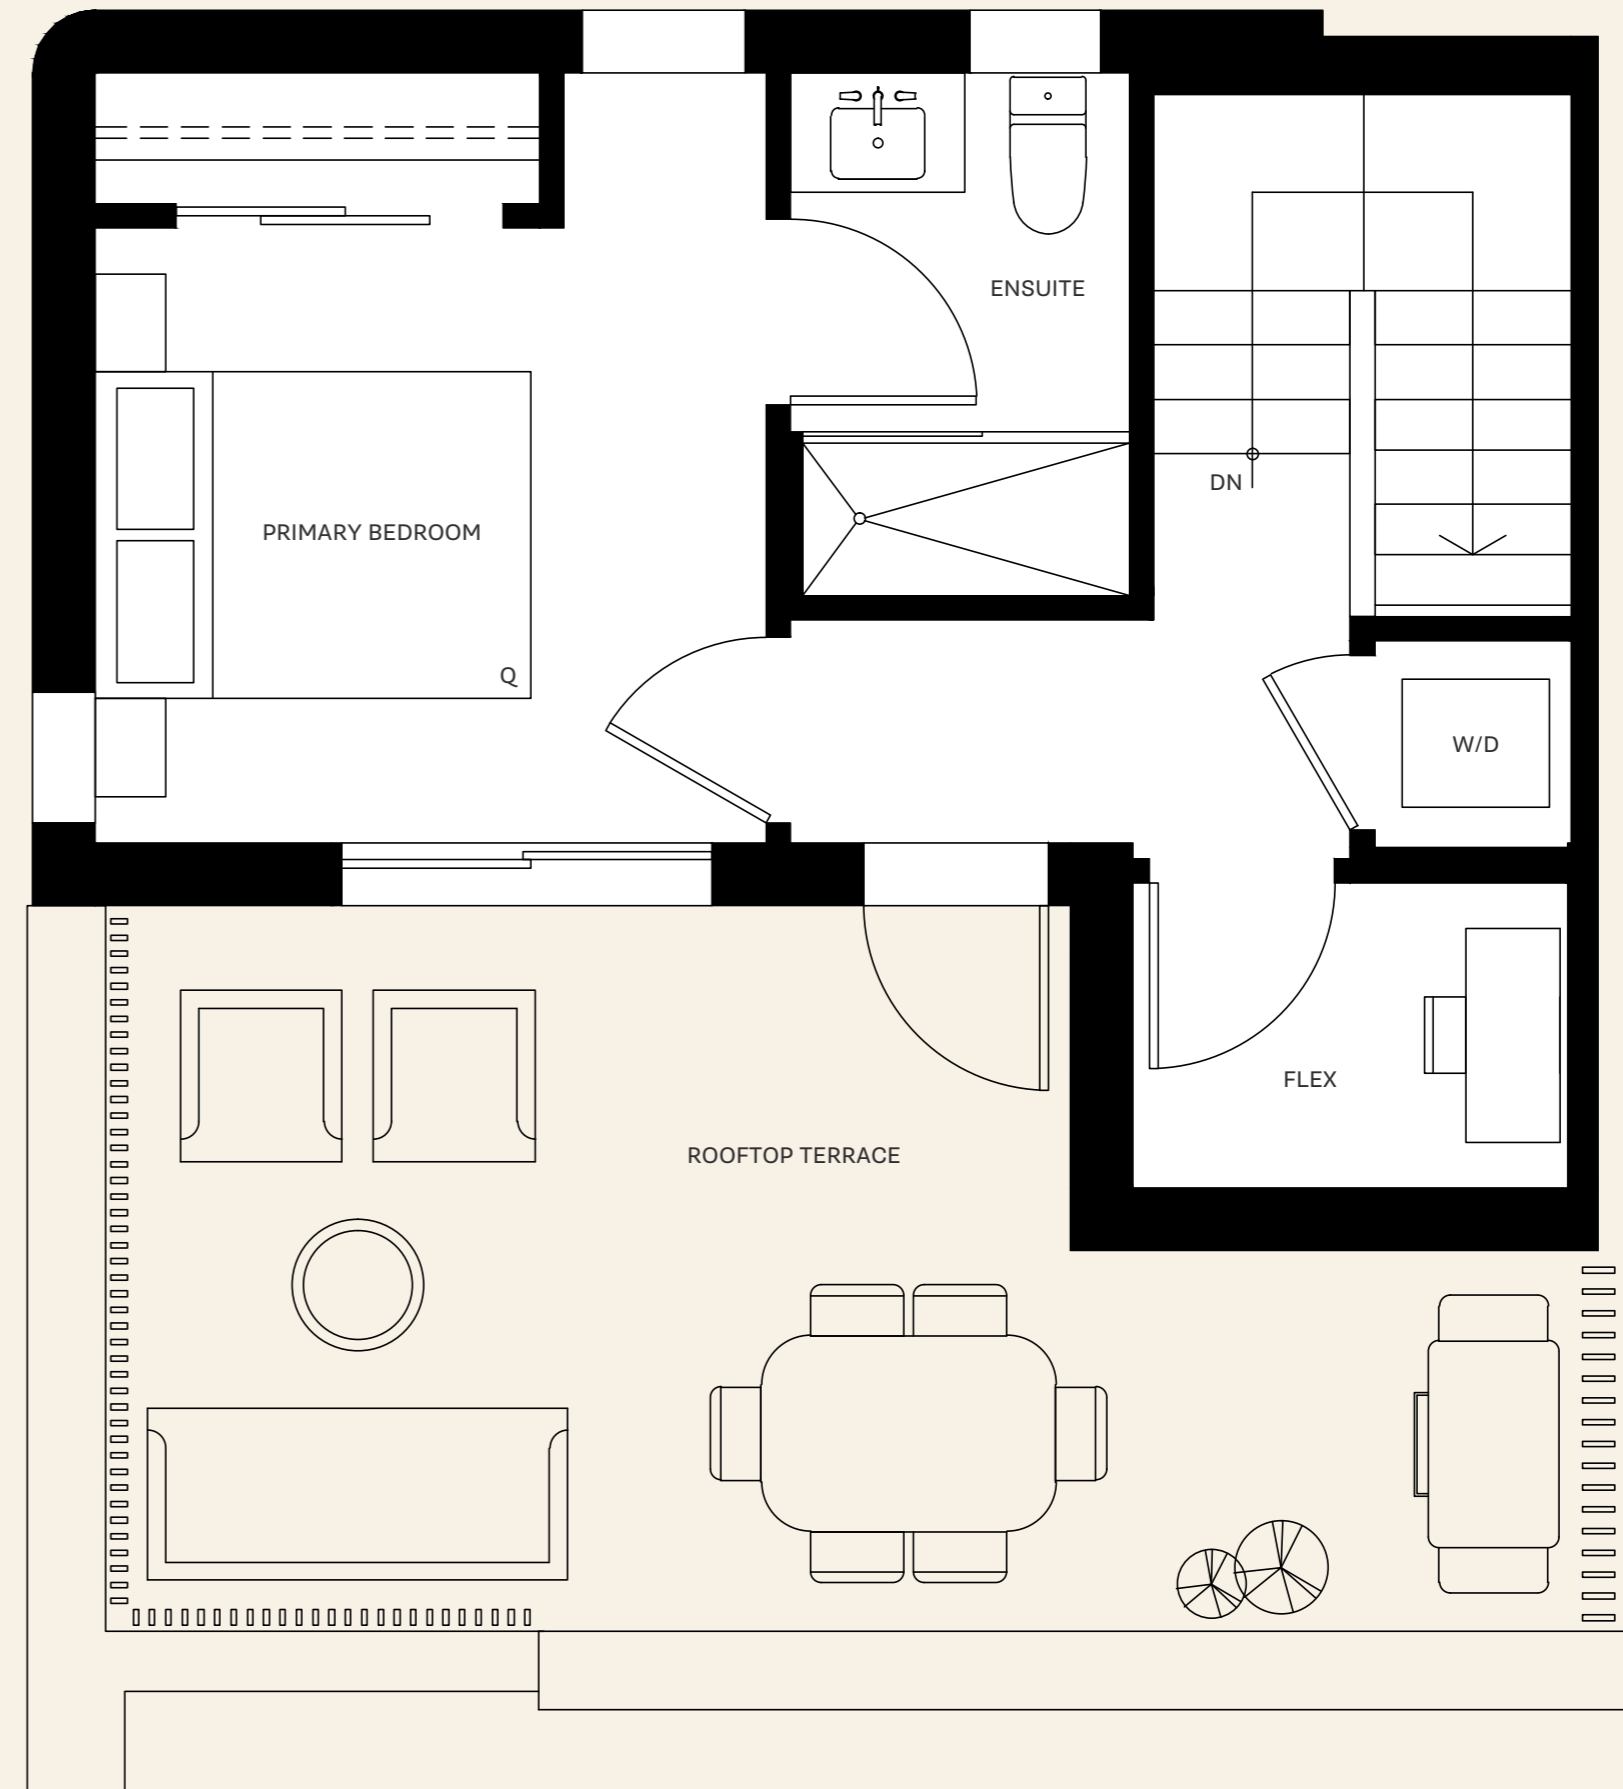 ENSUITE
DN
PRIMARY BEDROOM
Q
W/D
FLEX
ROOFTOP TERRACE